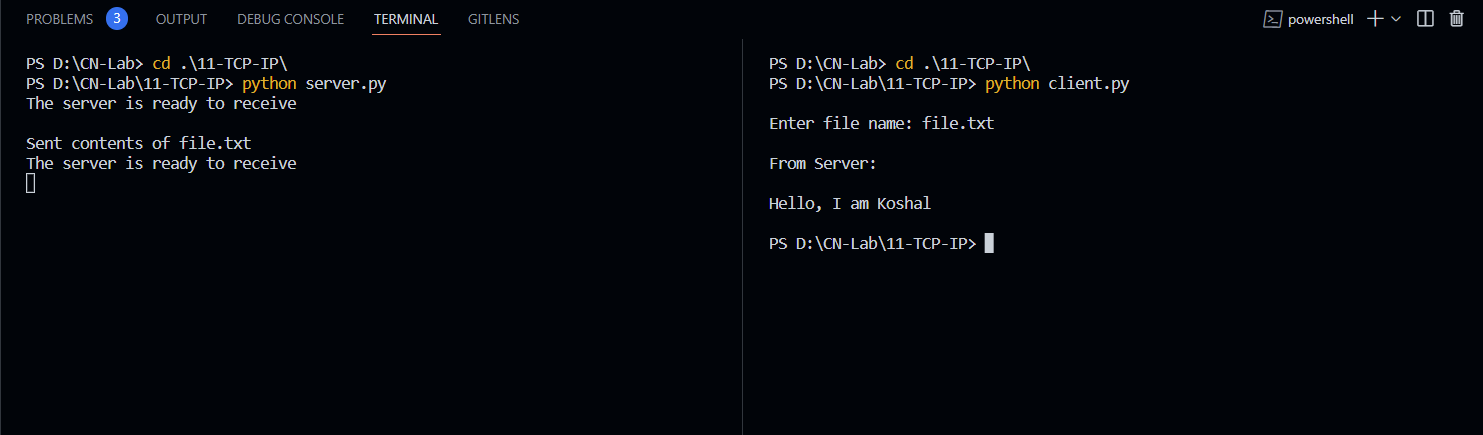 PROBLEMS 3 OUTPUT DEBUG CONSOLE TERMINAL GITLENS powershell
PS D:\CN-Lab> cd .\11-TCP-IP\
PS D:\CN-Lab\11-TCP-IP> python server.py
The server is ready to receive
Sent contents of file.txt
The server is ready to receive
PS D:\CN-Lab> cd .\11-TCP-IP\
PS D:\CN-Lab\11-TCP-IP> python client.py
Enter file name: file.txt
From Server:
Hello, I am Koshal
PS D:\CN-Lab\11-TCP-IP>